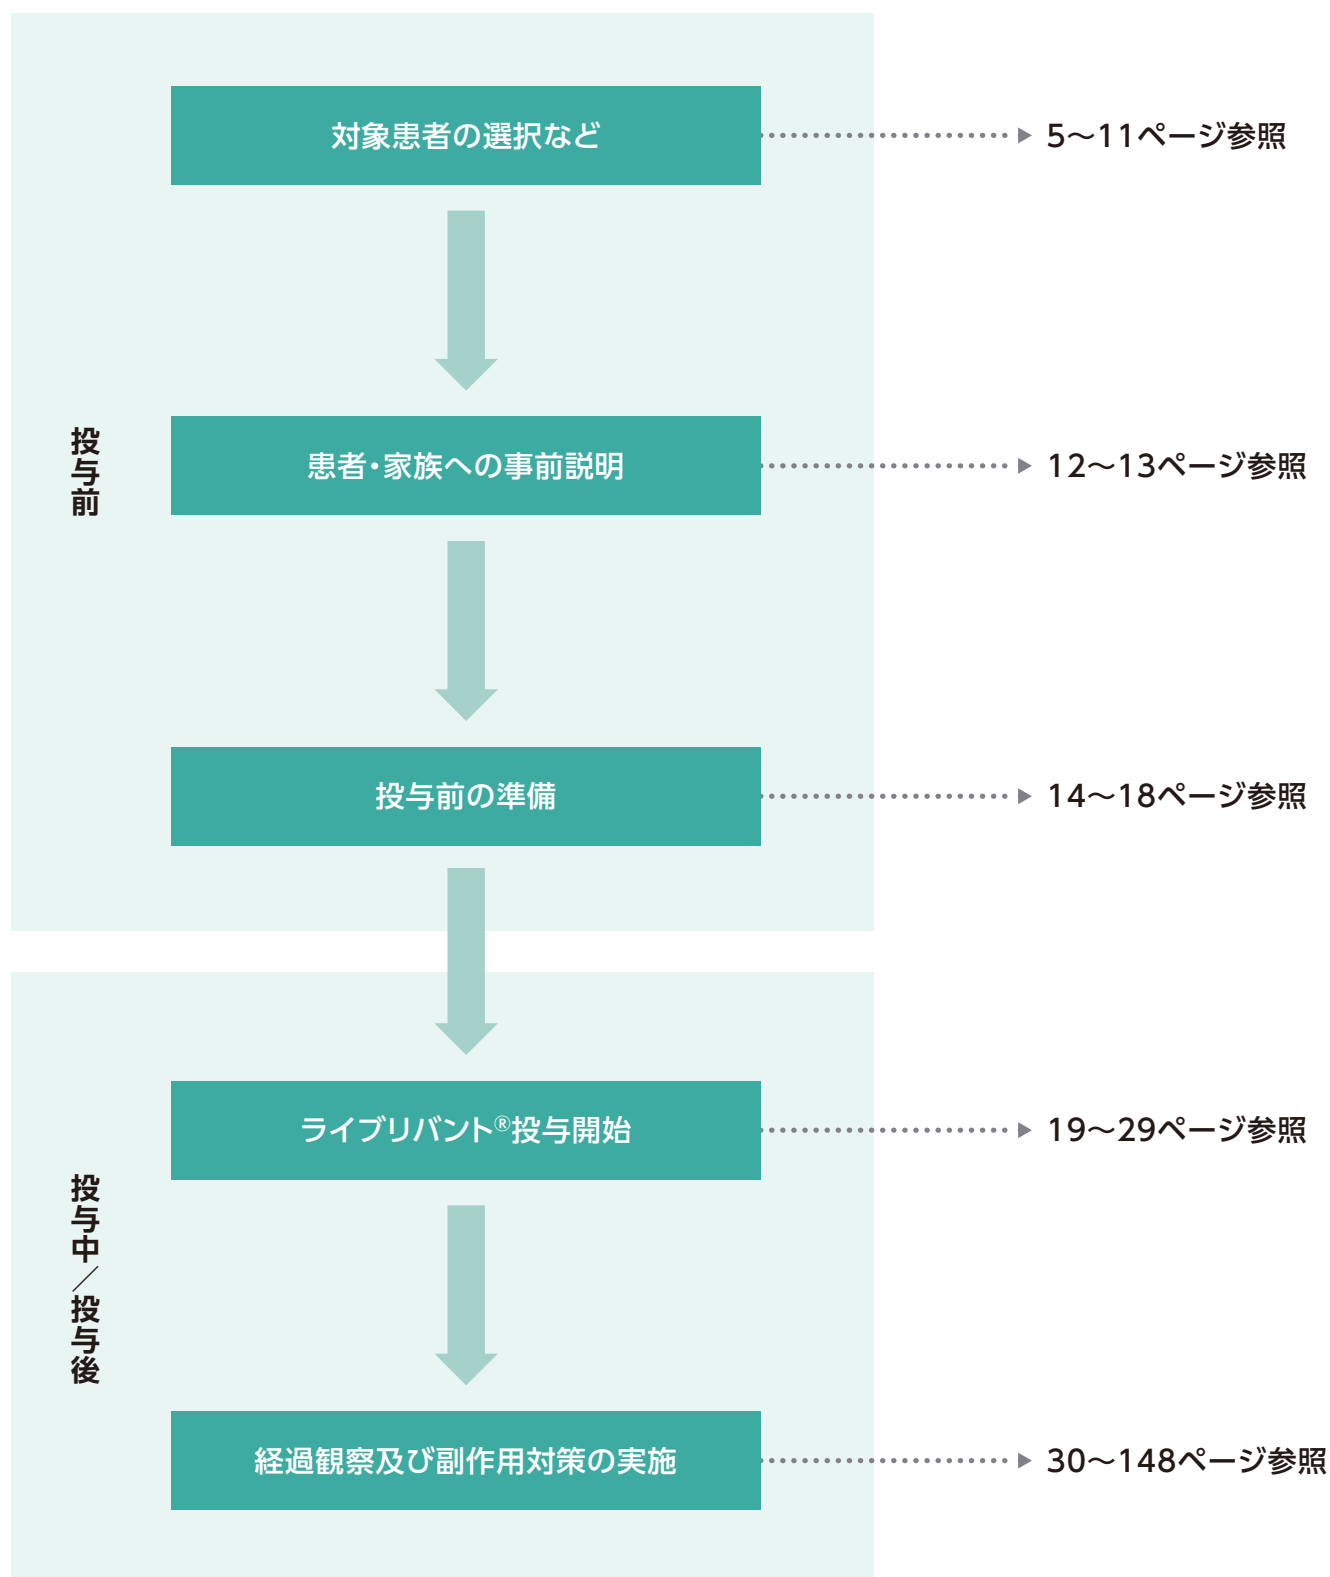 対象患者の選択など
5〜11ページ参照
投与前
患者・家族への事前説明
12〜13ページ参照
投与前の準備
14〜18ページ参照
投与中／投与後
ライブリバント®投与開始
19〜29ページ参照
経過観察及び副作用対策の実施
30〜148ページ参照